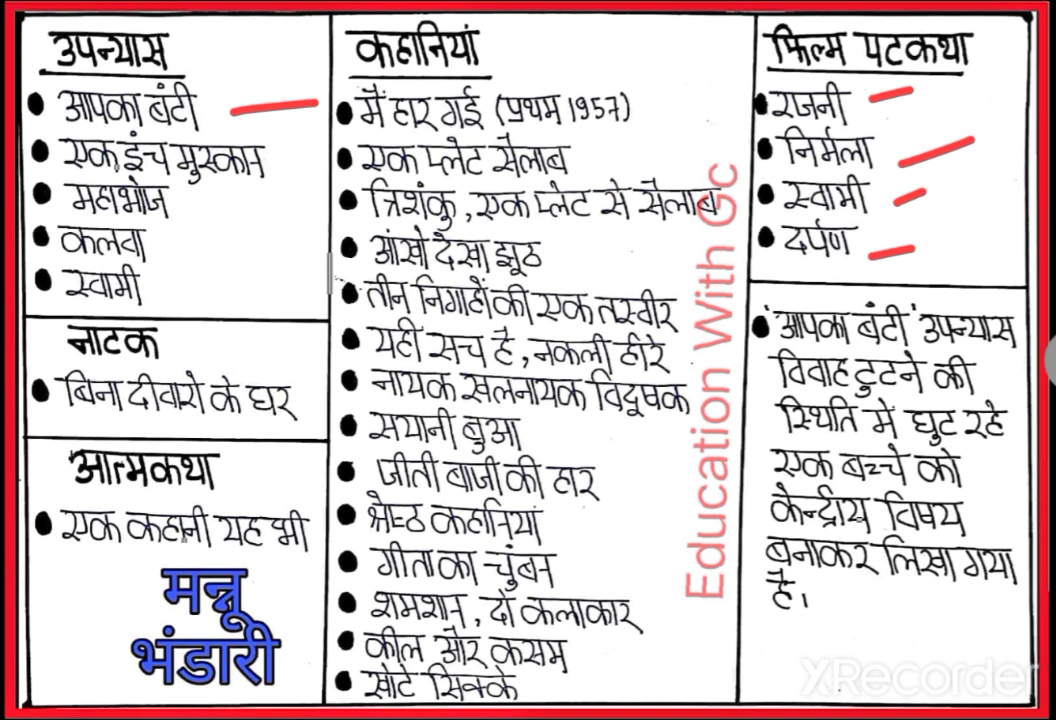 उपन्यास
आपका बंटी
एक इंच मुस्कान
महाभोज
कलवा
स्वामी
नाटक
बिना दीवारो के घर
आत्मकथा
एक कहानी यह भी
मन्नू
भंडारी
कहानियां
मैं हार गई (प्रथम 1957)
एक प्लेट सैलाब
त्रिशंकु, एक प्लेट से सैलाब
आंखो देखा झूठ
तीन निगाहों की एक तस्वीर
यही सच है, नकली हीरे
नायक खलनायक विदूषक
सयानी बुआ
जीती बाजी की हार
श्रेष्ठ कहानियां
गीता का चुंबन
शमशान, दो कलाकार
कील और कसम
खोटे सिक्के
Education With Gc
फिल्म पटकथा
रजनी
निर्मला
स्वामी
दर्पण
'आपका बंटी' उपन्यास
विवाह टुटने की
स्थिति में घुट रहे
एक बच्चे को
केन्द्रीय विषय
बनाकर लिखा गया
है।
XRecorder